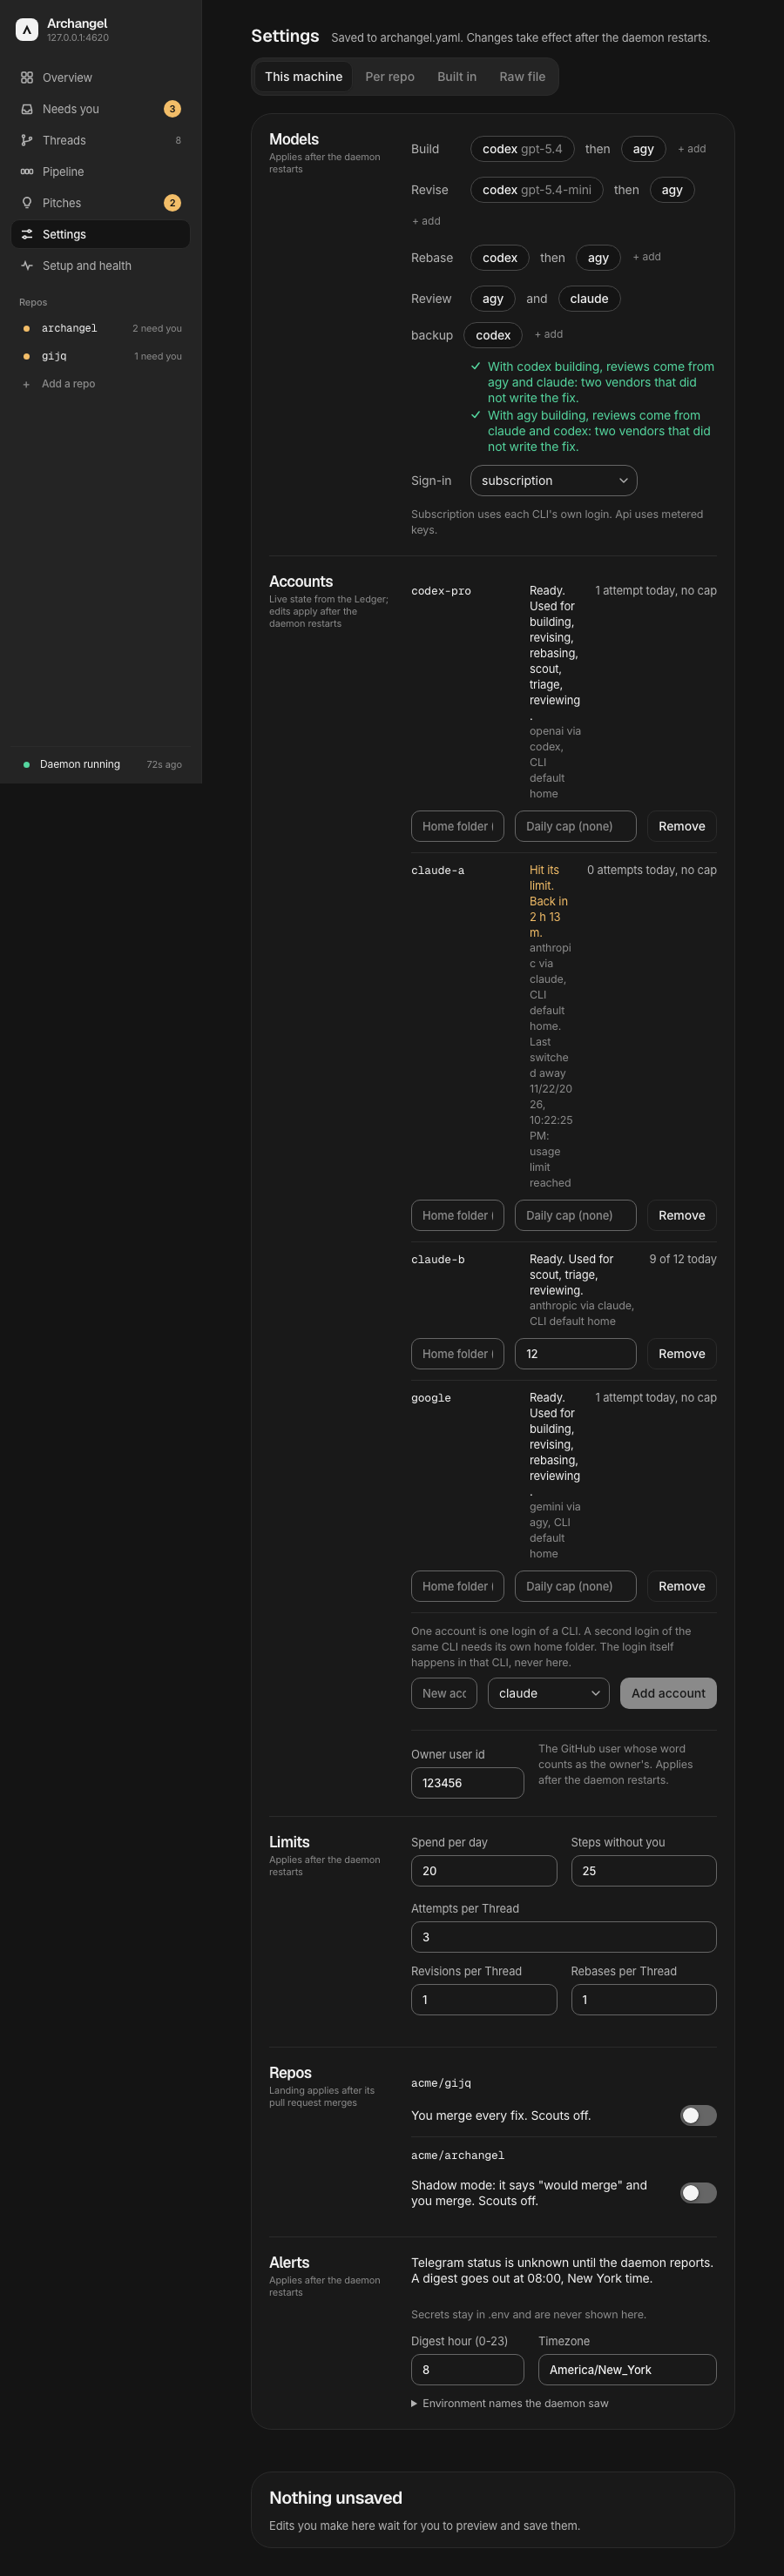 Archangel
127.0.0.1:4620
Overview
Needs you 3
Threads 8
Pipeline
Pitches 2
Settings
Setup and health
Repos
archangel 2 need you
gijq 1 need you
+ Add a repo
Daemon running 72s ago
Settings Saved to archangel.yaml. Changes take effect after the daemon restarts.
This machine Per repo Built in Raw file
Models
Applies after the daemon
restarts
Build codex gpt-5.4 then agy + add
Revise codex gpt-5.4-mini then agy
+ add
Rebase codex then agy + add
Review agy and claude
backup codex + add
With codex building, reviews come from
agy and claude: two vendors that did
not write the fix.
With agy building, reviews come from
claude and codex: two vendors that did
not write the fix.
Sign-in subscription
Subscription uses each CLI's own login. Api uses metered
keys.
Accounts
Live state from the Ledger;
edits apply after the
daemon restarts
codex-pro Ready. 1 attempt today, no cap
Used for
building,
revising,
rebasing,
scout,
triage,
reviewing
.
openai via
codex,
CLI
default
home
Home folder ( Daily cap (none) Remove
claude-a Hit its 0 attempts today, no cap
limit.
Back in
2 h 13
m.
anthropi
c via
claude,
CLI
default
home.
Last
switche
d away
11/22/20
26,
10:22:25
PM:
usage
limit
reached
Home folder ( Daily cap (none) Remove
claude-b Ready. Used for 9 of 12 today
scout, triage,
reviewing.
anthropic via claude,
CLI default home
Home folder ( 12 Remove
google Ready. 1 attempt today, no cap
Used for
building,
revising,
rebasing,
reviewing
.
gemini via
agy, CLI
default
home
Home folder ( Daily cap (none) Remove
One account is one login of a CLI. A second login of the
same CLI needs its own home folder. The login itself
happens in that CLI, never here.
New acc claude Add account
Owner user id
123456
The GitHub user whose word
counts as the owner's. Applies
after the daemon restarts.
Limits
Applies after the daemon
restarts
Spend per day Steps without you
20 25
Attempts per Thread
3
Revisions per Thread Rebases per Thread
1 1
Repos
Landing applies after its
pull request merges
acme/gijq
You merge every fix. Scouts off.
acme/archangel
Shadow mode: it says "would merge" and
you merge. Scouts off.
Alerts
Applies after the daemon
restarts
Telegram status is unknown until the daemon reports.
A digest goes out at 08:00, New York time.
Secrets stay in .env and are never shown here.
Digest hour (0-23) Timezone
8 America/New_York
Environment names the daemon saw
Nothing unsaved
Edits you make here wait for you to preview and save them.